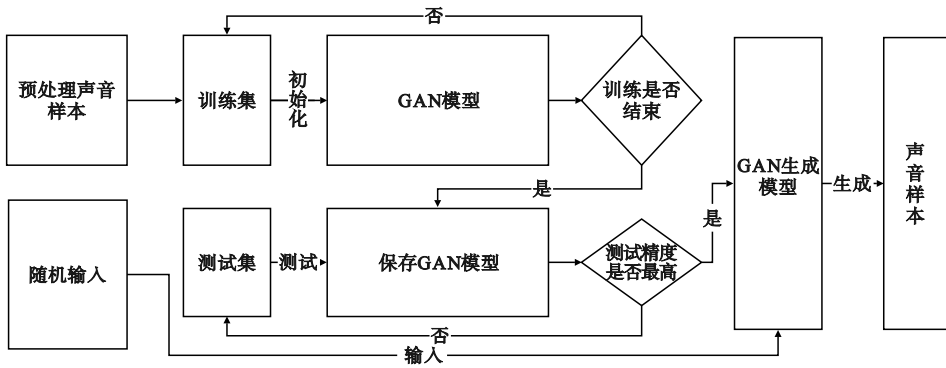 否
预处理声音
样本
训练集
初
始
化
GAN模型
训练是否
结束
GAN生成
模型
生成
声
音
样
本
是
随机输入
测试集
测试
保存GAN模型
测试精度
是否最高
是
否
输入